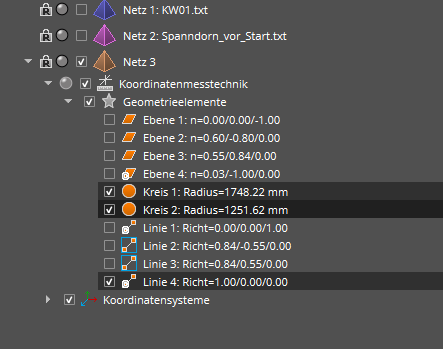 Netz 1: KW01.txt
Netz 2: Spanndorn_vor_Start.txt
Netz 3
Koordinatenmesstechnik
Geometrieelemente
Ebene 1: n=0.00/0.00/-1.00
Ebene 2: n=0.60/-0.80/0.00
Ebene 3: n=0.55/0.84/0.00
Ebene 4: n=0.03/-1.00/0.00
Kreis 1: Radius=1748.22 mm
Kreis 2: Radius=1251.62 mm
Linie 1: Richt=0.00/0.00/1.00
Linie 2: Richt=0.84/-0.55/0.00
Linie 3: Richt=0.84/0.55/0.00
Linie 4: Richt=1.00/0.00/0.00
Koordinatensysteme